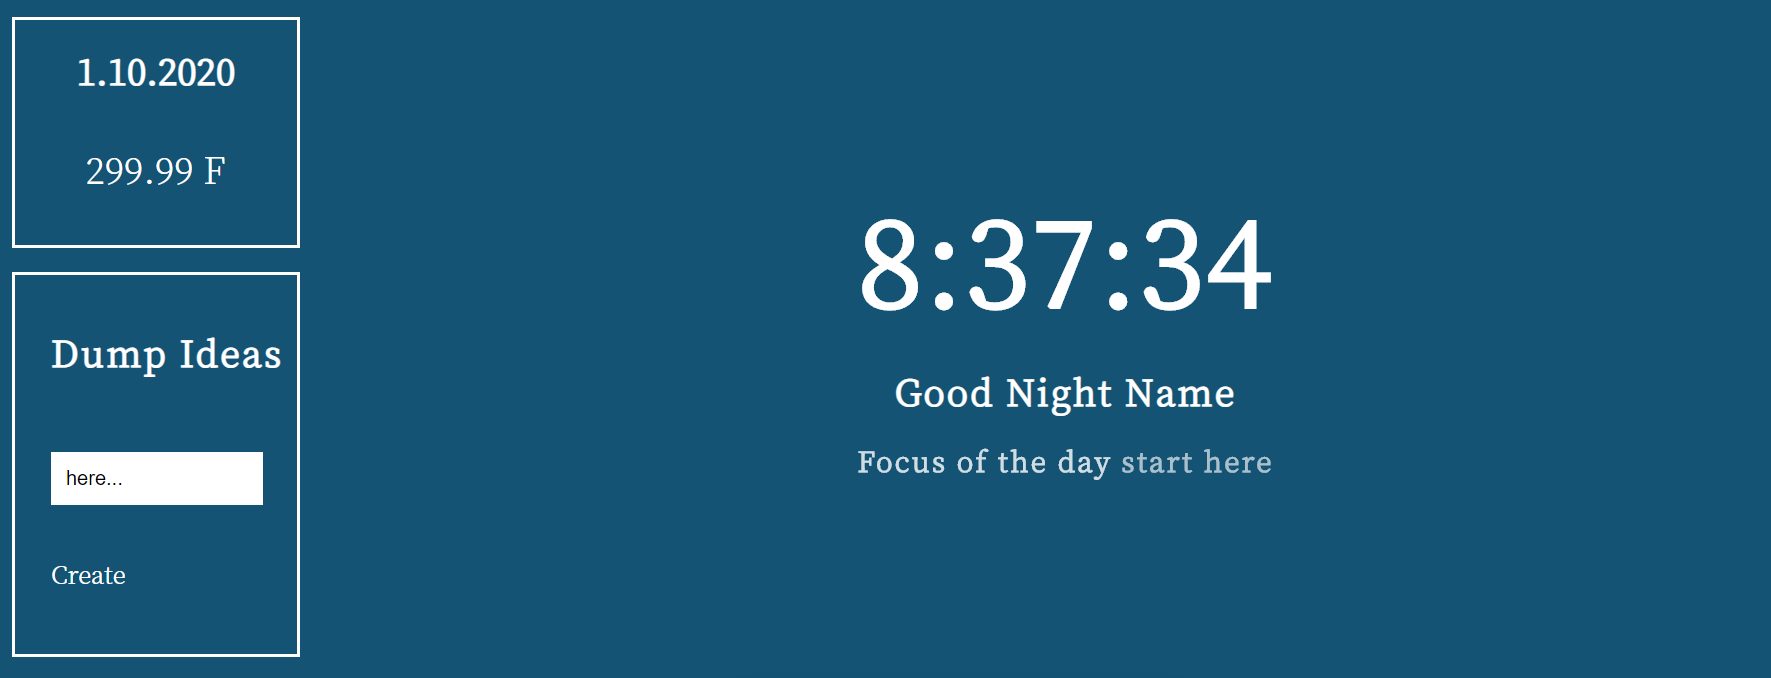 1.10.2020
299.99 F
Dump Ideas
here...
Create
8:37:34
Good Night Name
Focus of the day start here